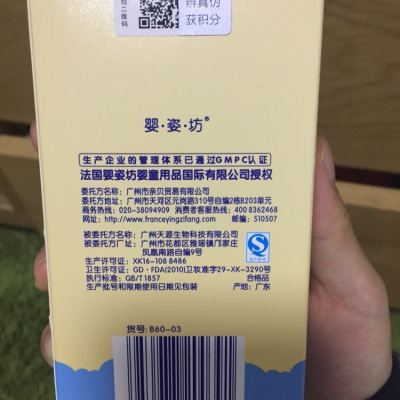 辨真伪
获积分
二维码
婴·姿·坊®
生产企业的管理体系已通过GMPC认证
法国婴姿坊婴童用品国际有限公司授权
委托方名称：广州市亲贝贸易有限公司
委托方地址：广州市天河区元岗路310号自编2栋B203单元
商务热线：020-38094909 消费者客服热线：400 8362468
网址：http://www.franceyingzifang.com 邮编：510507
被委托方名称：广州天源生物科技有限公司
被委托方厂址：广州市花都区雅瑶镇邝家庄
凤凰南路自编9号
生产许可证：XK16-108 8486
卫生许可证：GD·FDA(2010)卫妆准字29-XK-3290号
执行标准：QB/T1857
合格品
生产批号和限期使用日期见包装
产地：广东
货号：B60-03